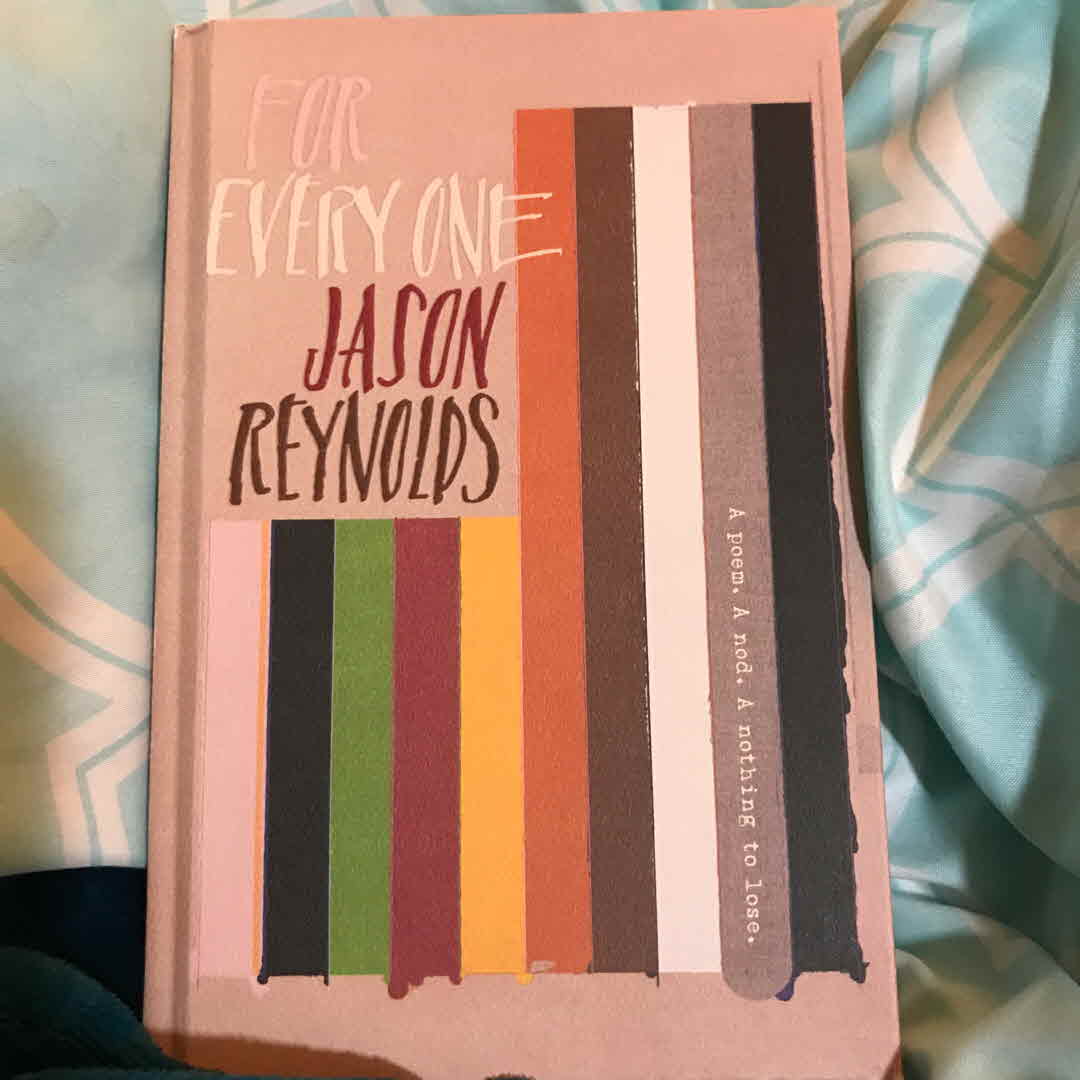 FOR
EVERY ONE
JASON
REYNOLDS
A poem. A nod. A nothing to lose.